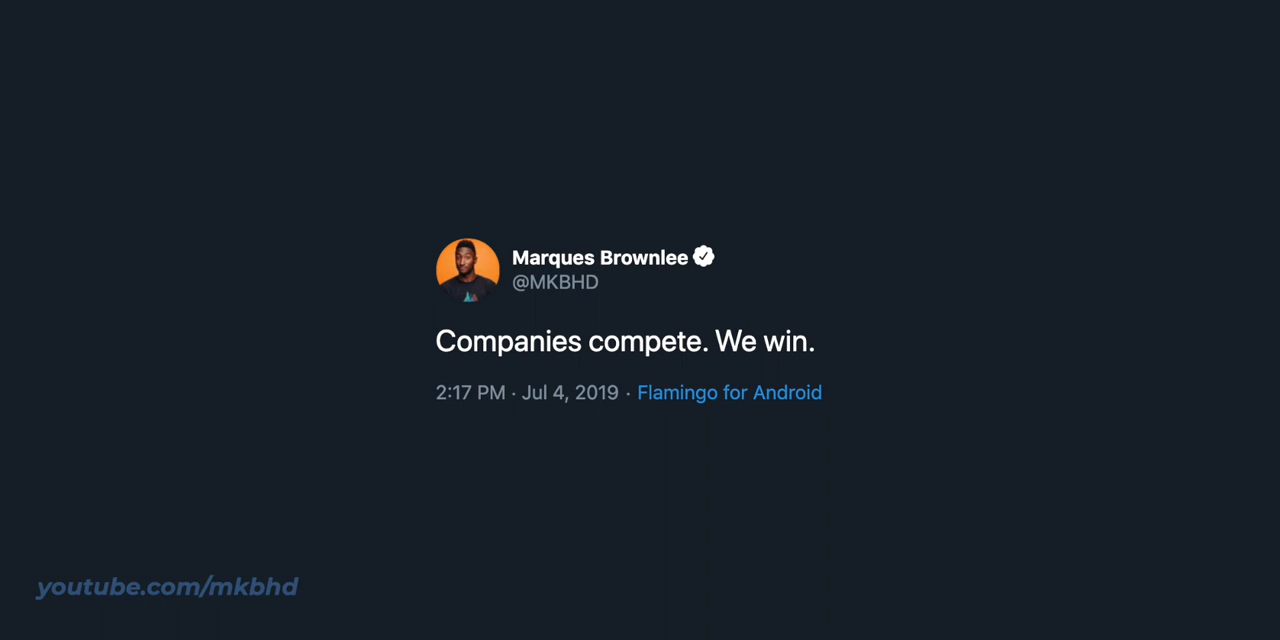 Marques Brownlee
@MKBHD
Companies compete. We win.
2:17 PM · Jul 4, 2019 · Flamingo for Android
youtube.com/mkbhd